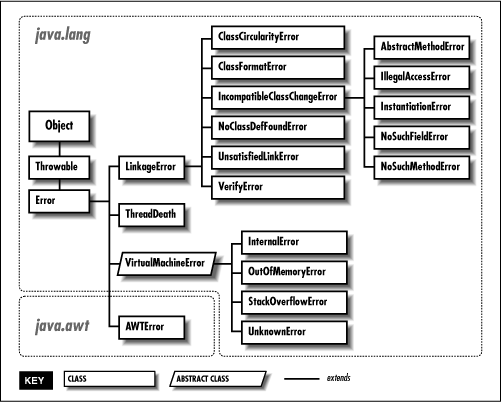 java.lang
Object
Throwable
Error
LinkageError
ThreadDeath
VirtualMachineError
ClassCircularityError
ClassFormatError
IncompatibleClassChangeError
NoClassDefFoundError
UnsatisfiedLinkError
VerifyError
AbstractMethodError
IllegalAccessError
InstantiationError
NoSuchFieldError
NoSuchMethodError
InternalError
OutOfMemoryError
StackOverflowError
UnknownError
java.awt
AWTError
KEY
CLASS
ABSTRACT CLASS
extends